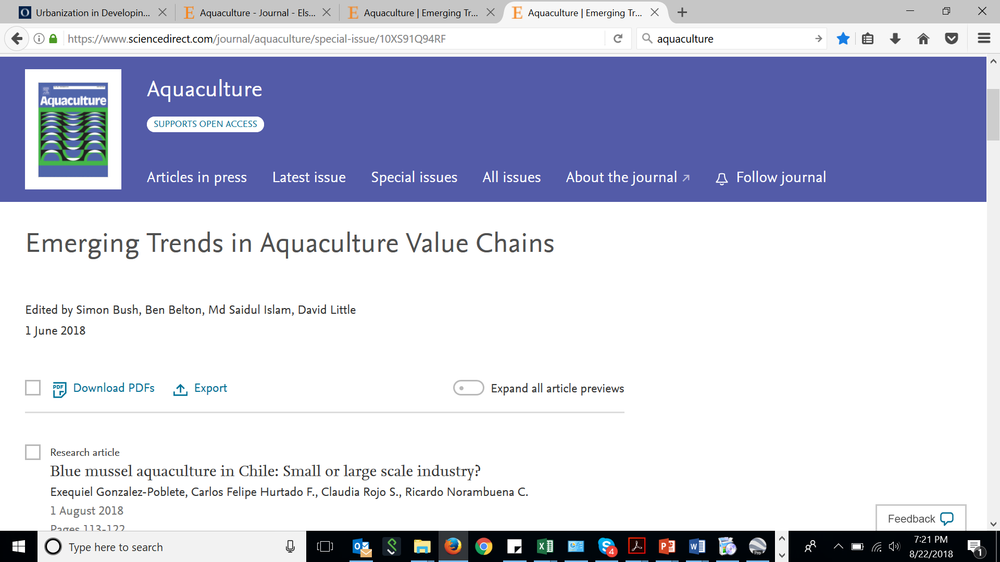 Urbanization in Developin...
Aquaculture - Journal - Els...
Aquaculture | Emerging Tr...
Aquaculture | Emerging Tr...
https://www.sciencedirect.com/journal/aquaculture/special-issue/10XS91Q94RF
aquaculture
Aquaculture
Aquaculture
SUPPORTS OPEN ACCESS
Articles in press
Latest issue
Special issues
All issues
About the journal
Follow journal
Emerging Trends in Aquaculture Value Chains
Edited by Simon Bush, Ben Belton, Md Saidul Islam, David Little
1 June 2018
Download PDFs
Export
Expand all article previews
Research article
Blue mussel aquaculture in Chile: Small or large scale industry?
Exequiel Gonzalez-Poblete, Carlos Felipe Hurtado F., Claudia Rojo S., Ricardo Norambuena C.
1 August 2018
Pages 113-122
Feedback
Type here to search
4
Pro
7:21 PM
8/22/2018
1